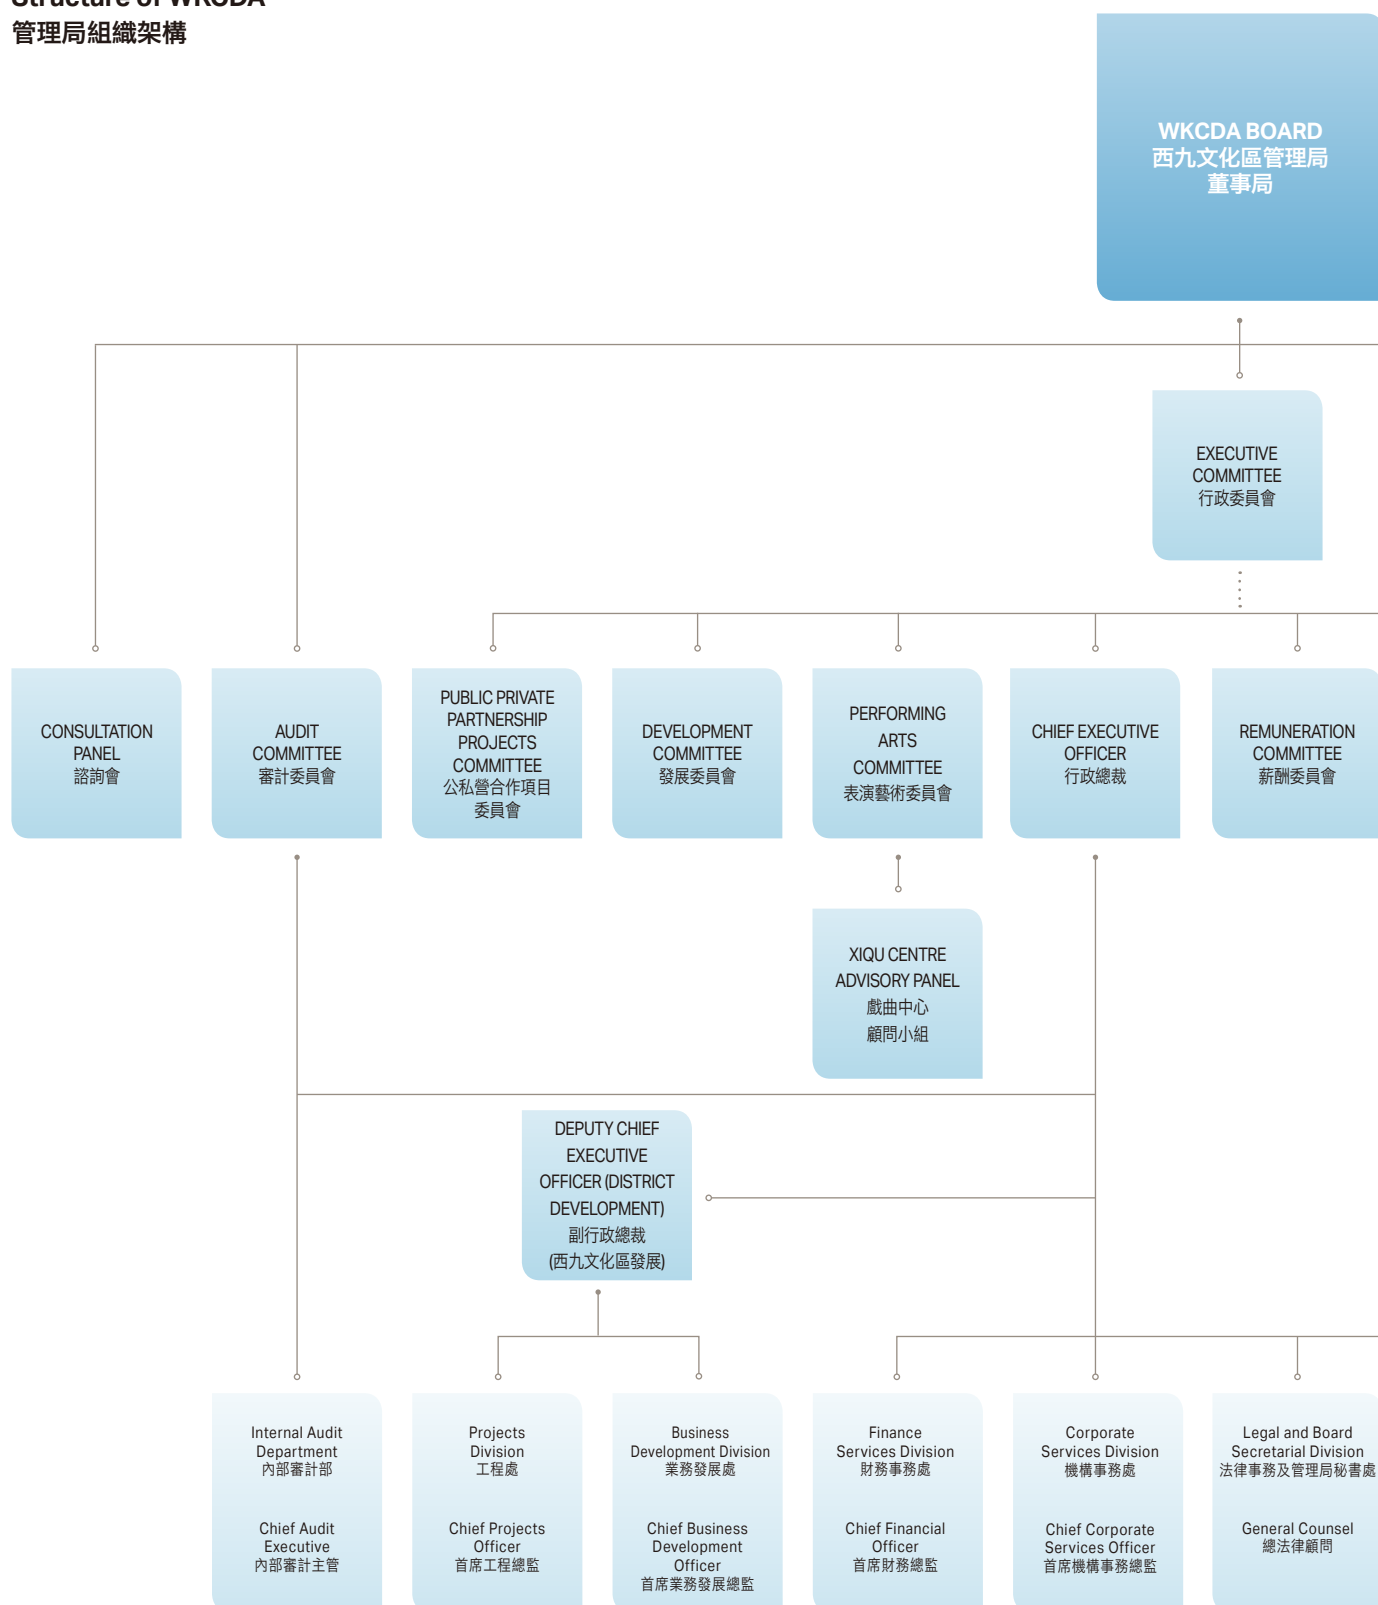 Structure of WKCDA
管理局組織架構
WKCDA BOARD
西九文化區管理局
董事局
EXECUTIVE
COMMITTEE
行政委員會
CONSULTATION
PANEL
諮詢會
AUDIT
COMMITTEE
審計委員會
PUBLIC PRIVATE
PARTNERSHIP
PROJECTS
COMMITTEE
公私營合作項目
委員會
DEVELOPMENT
COMMITTEE
發展委員會
PERFORMING
ARTS
COMMITTEE
表演藝術委員會
CHIEF EXECUTIVE
OFFICER
行政總裁
REMUNERATION
COMMITTEE
薪酬委員會
XIQU CENTRE
ADVISORY PANEL
戲曲中心
顧問小組
DEPUTY CHIEF
EXECUTIVE
OFFICER (DISTRICT
DEVELOPMENT)
副行政總裁
(西九文化區發展)
Internal Audit
Department
內部審計部
Chief Audit
Executive
內部審計主管
Projects
Division
工程處
Chief Projects
Officer
首席工程總監
Business
Development Division
業務發展處
Chief Business
Development
Officer
首席業務發展總監
Finance
Services Division
財務事務處
Chief Financial
Officer
首席財務總監
Corporate
Services Division
機構事務處
Chief Corporate
Services Officer
首席機構事務總監
Legal and Board
Secretarial Division
法律事務及管理局秘書處
General Counsel
總法律顧問